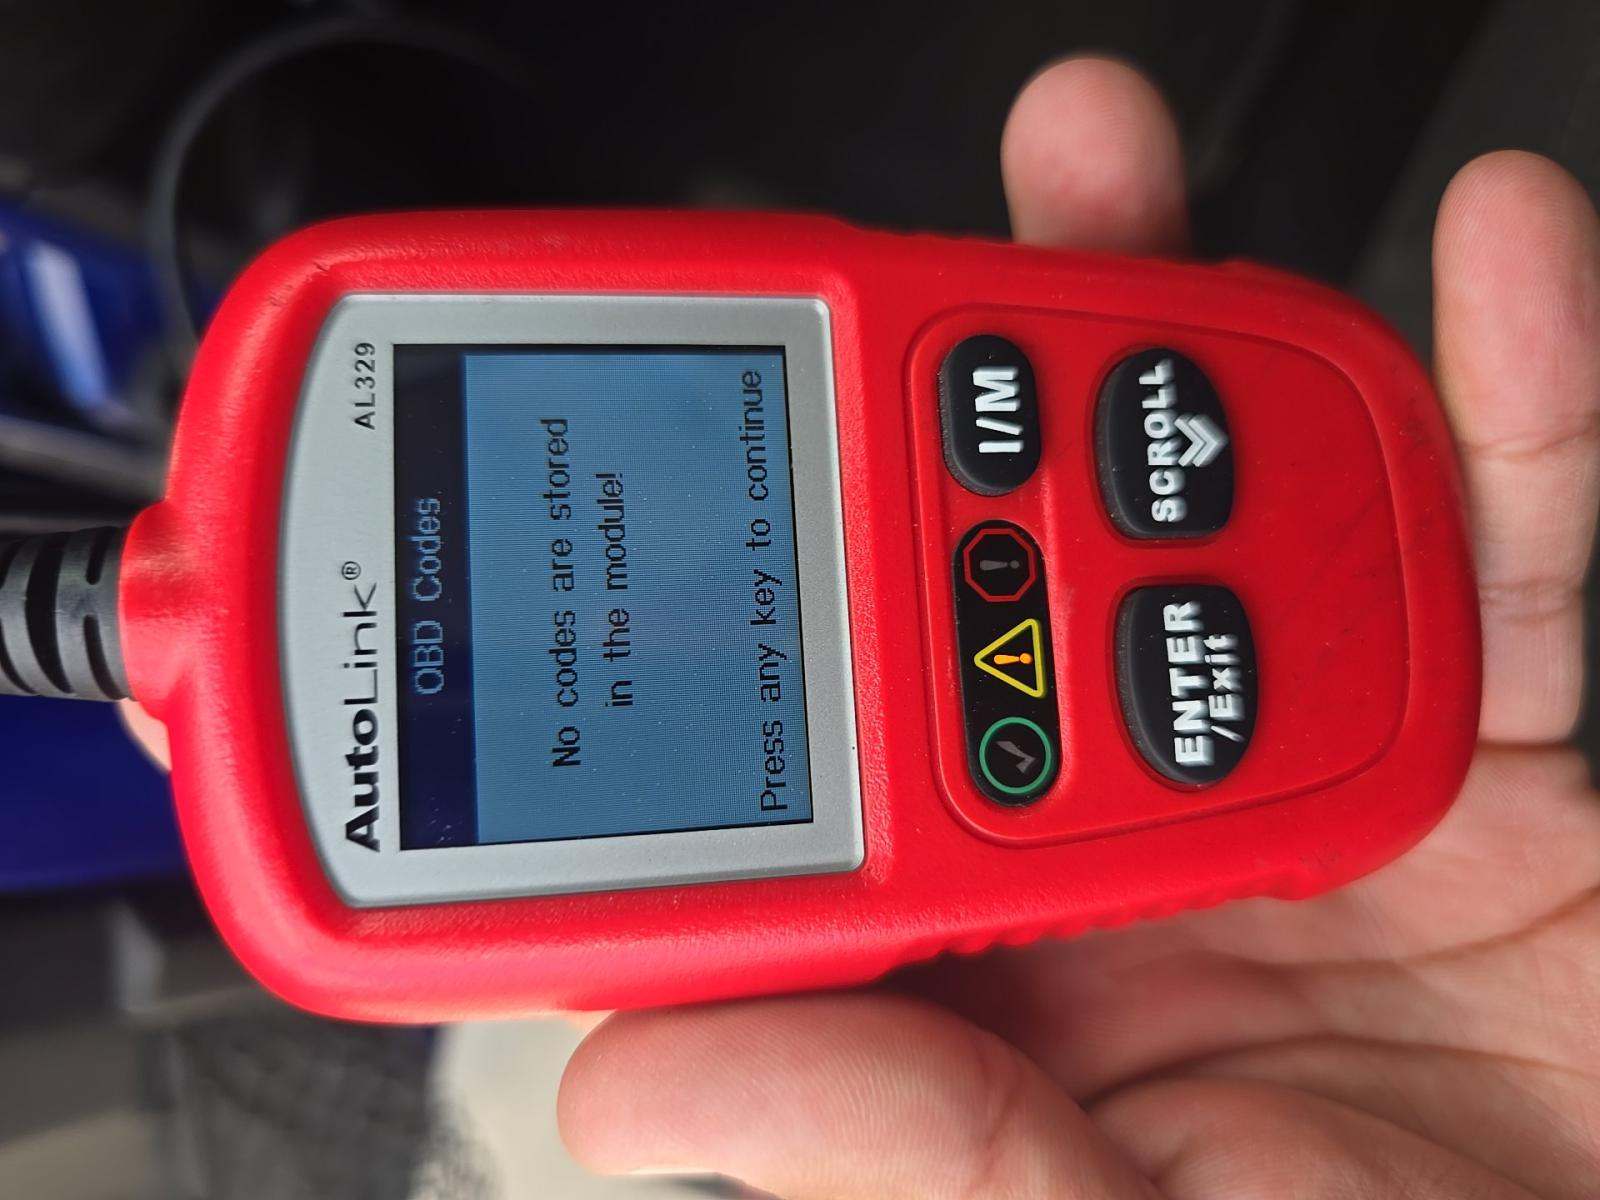 AutoLink® AL329
OBD Codes
No codes are stored
in the module!
Press any key to continue
I/M
ENTER
/Exit
SCROLL